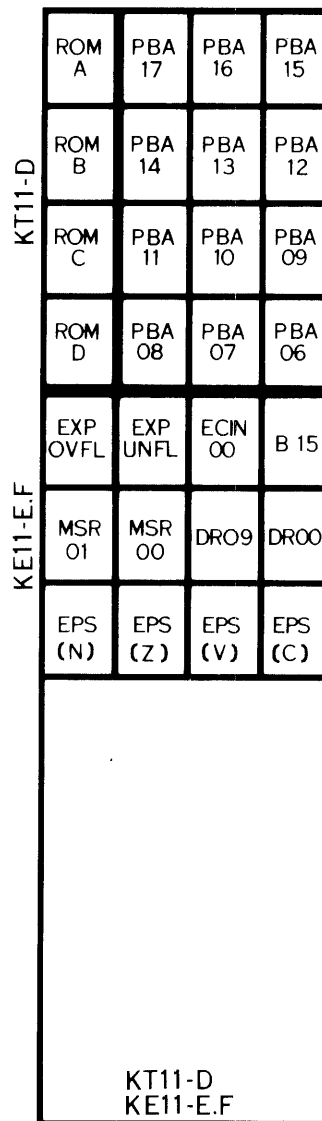 ROM A PBA 17 PBA 16 PBA 15
ROM B PBA 14 PBA 13 PBA 12
ROM C PBA 11 PBA 10 PBA 09
ROM D PBA 08 PBA 07 PBA 06
KT11-D
EXP OVFL EXP UNFL ECIN 00 B 15
MSR 01 MSR 00 DR09 DR00
EPS (N) EPS (Z) EPS (V) EPS (C)
KE11-E.F
KT11-D
KE11-E.F